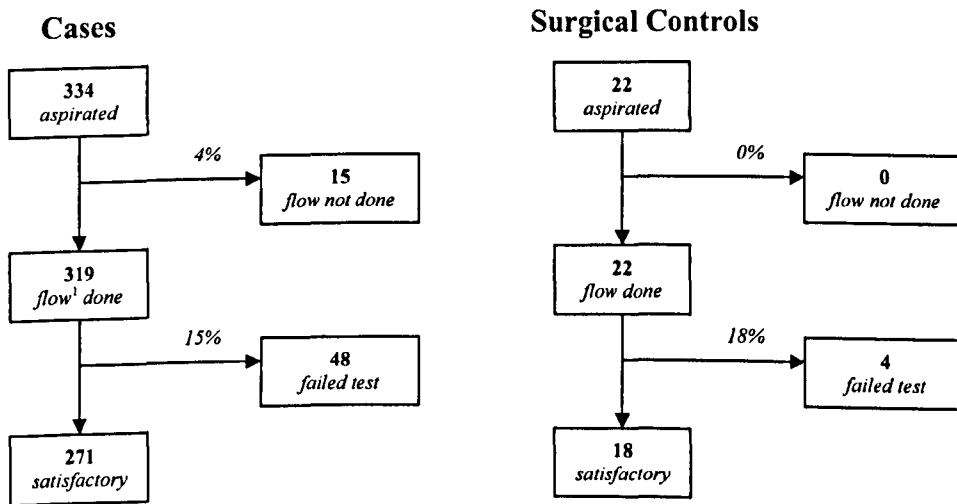 Cases
334
aspirated
4%
15
flow not done
319
flow¹ done
15%
48
failed test
271
satisfactory
Surgical Controls
22
aspirated
0%
0
flow not done
22
flow done
18%
4
failed test
18
satisfactory